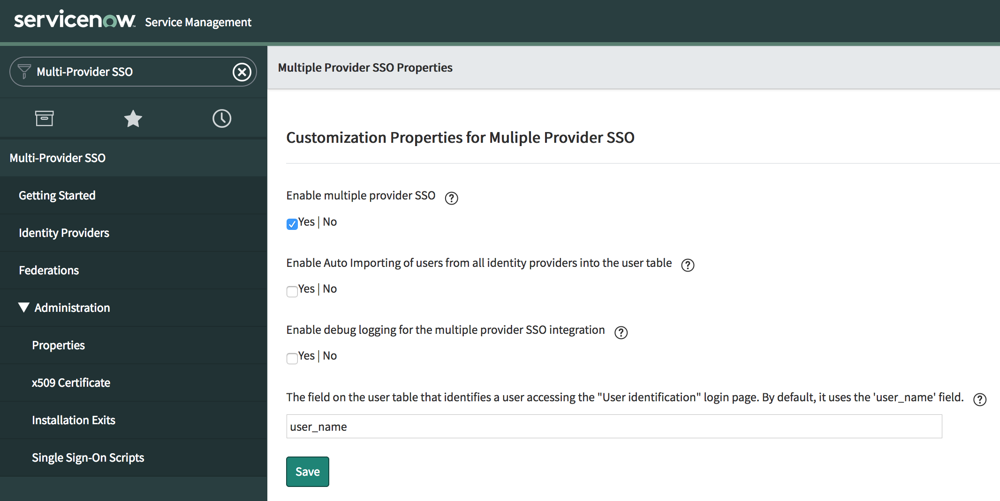 servicenow™ Service Management
Multi-Provider SSO
Multiple Provider SSO Properties
Multi-Provider SSO
Getting Started
Identity Providers
Federations
Administration
Properties
x509 Certificate
Installation Exits
Single Sign-On Scripts
Customization Properties for Muliple Provider SSO
Enable multiple provider SSO ?
Yes | No
Enable Auto Importing of users from all identity providers into the user table ?
Yes | No
Enable debug logging for the multiple provider SSO integration ?
Yes | No
The field on the user table that identifies a user accessing the "User identification" login page. By default, it uses the 'user_name' field. ?
user_name
Save